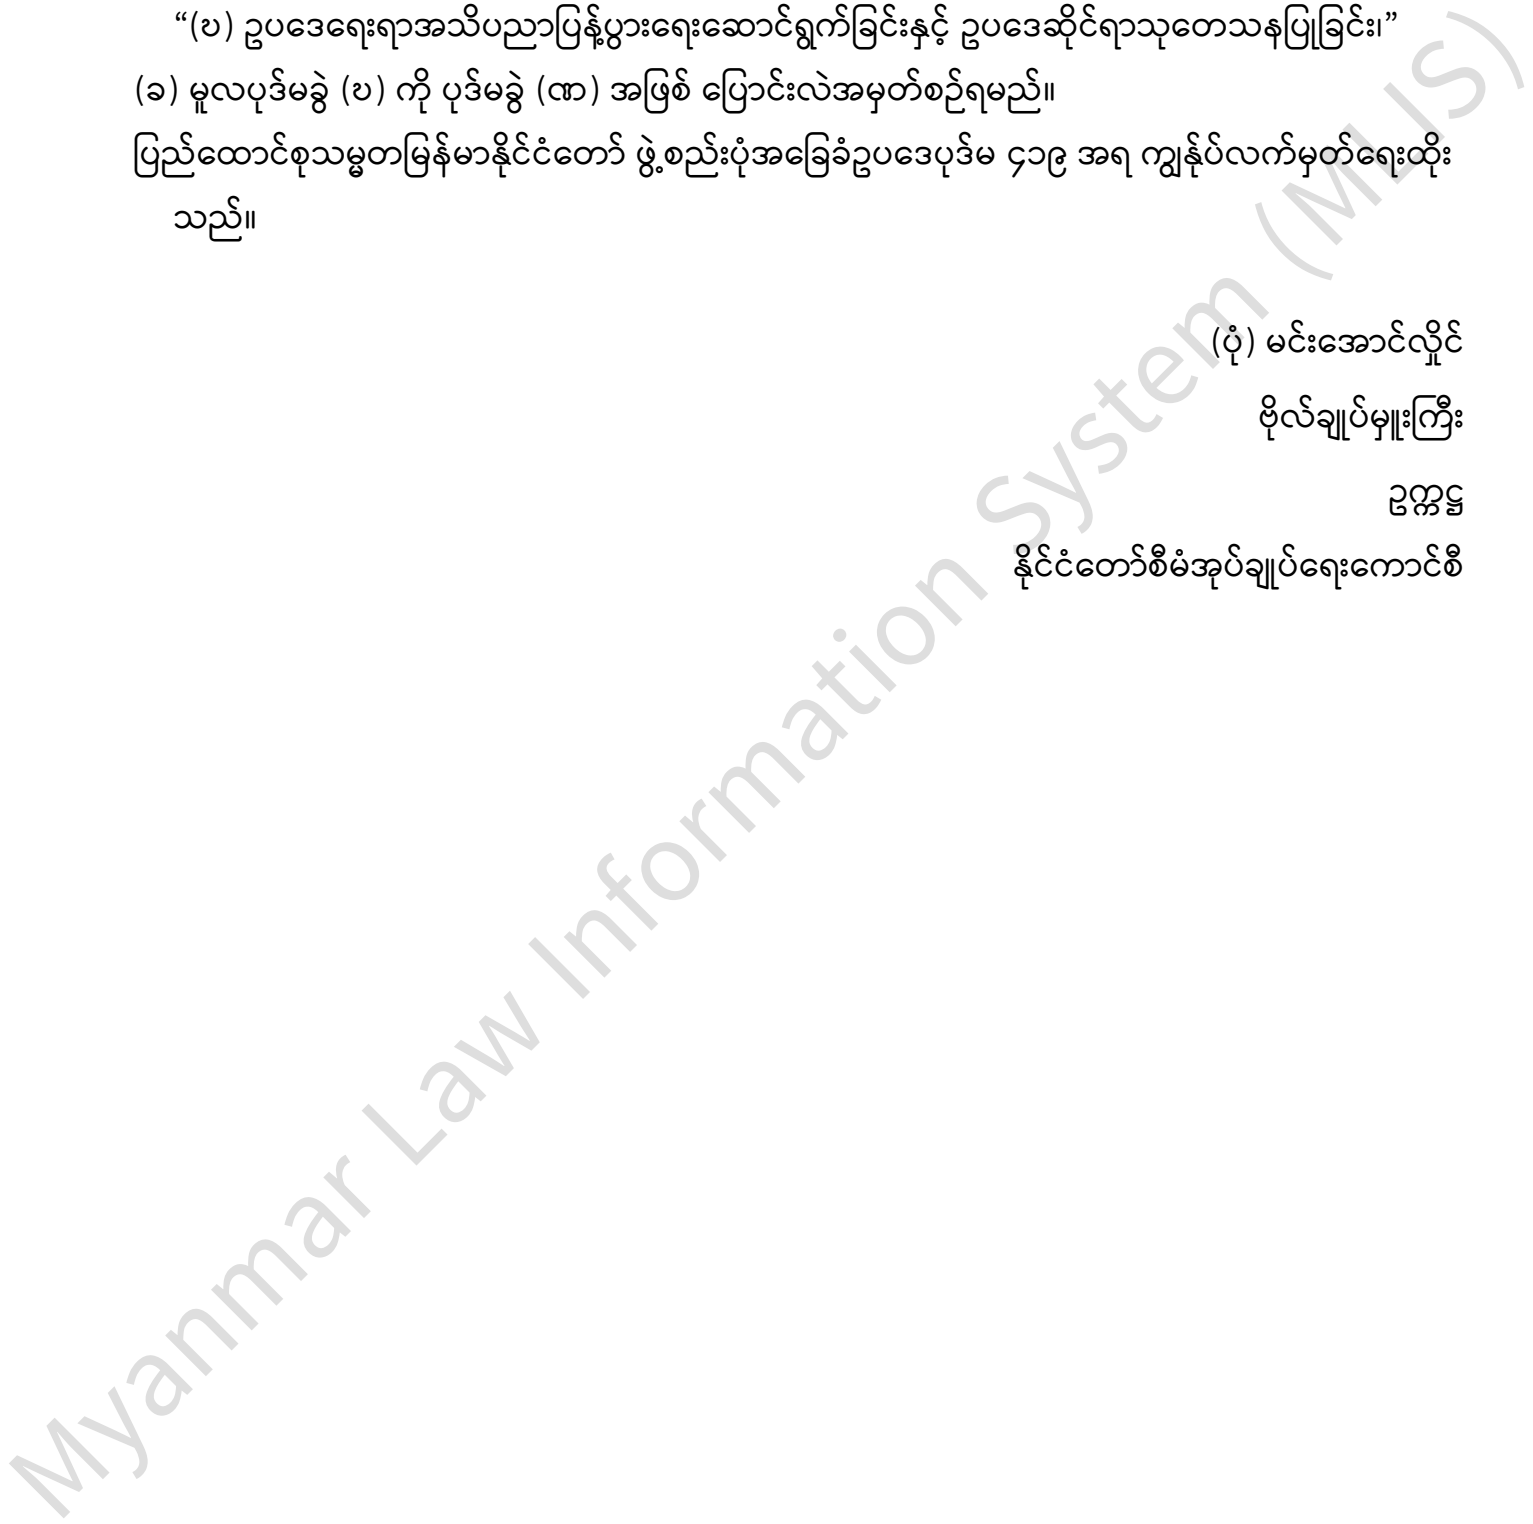 “(ဎ) ဥပဒေရေးရာအသိပညာပြန့်ပွားရေးဆောင်ရွက်ခြင်းနှင့် ဥပဒေဆိုင်ရာသုတေသနပြုခြင်း၊”
(ခ) မူလပုဒ်မခွဲ (ဎ) ကို ပုဒ်မခွဲ (ဏ) အဖြစ် ပြောင်းလဲအမှတ်စဉ်ရမည်။
ပြည်ထောင်စုသမ္မတမြန်မာနိုင်ငံတော် ဖွဲ့စည်းပုံအခြေခံဥပဒေပုဒ်မ ၄၁၉ အရ ကျွန်ုပ်လက်မှတ်ရေးထိုး
သည်။
(ပုံ) မင်းအောင်လှိုင်
ဗိုလ်ချုပ်မှူးကြီး
ဥက္ကဋ္ဌ
နိုင်ငံတော်စီမံအုပ်ချုပ်ရေးကောင်စီ
Myanmar Law Information System (MLIS)